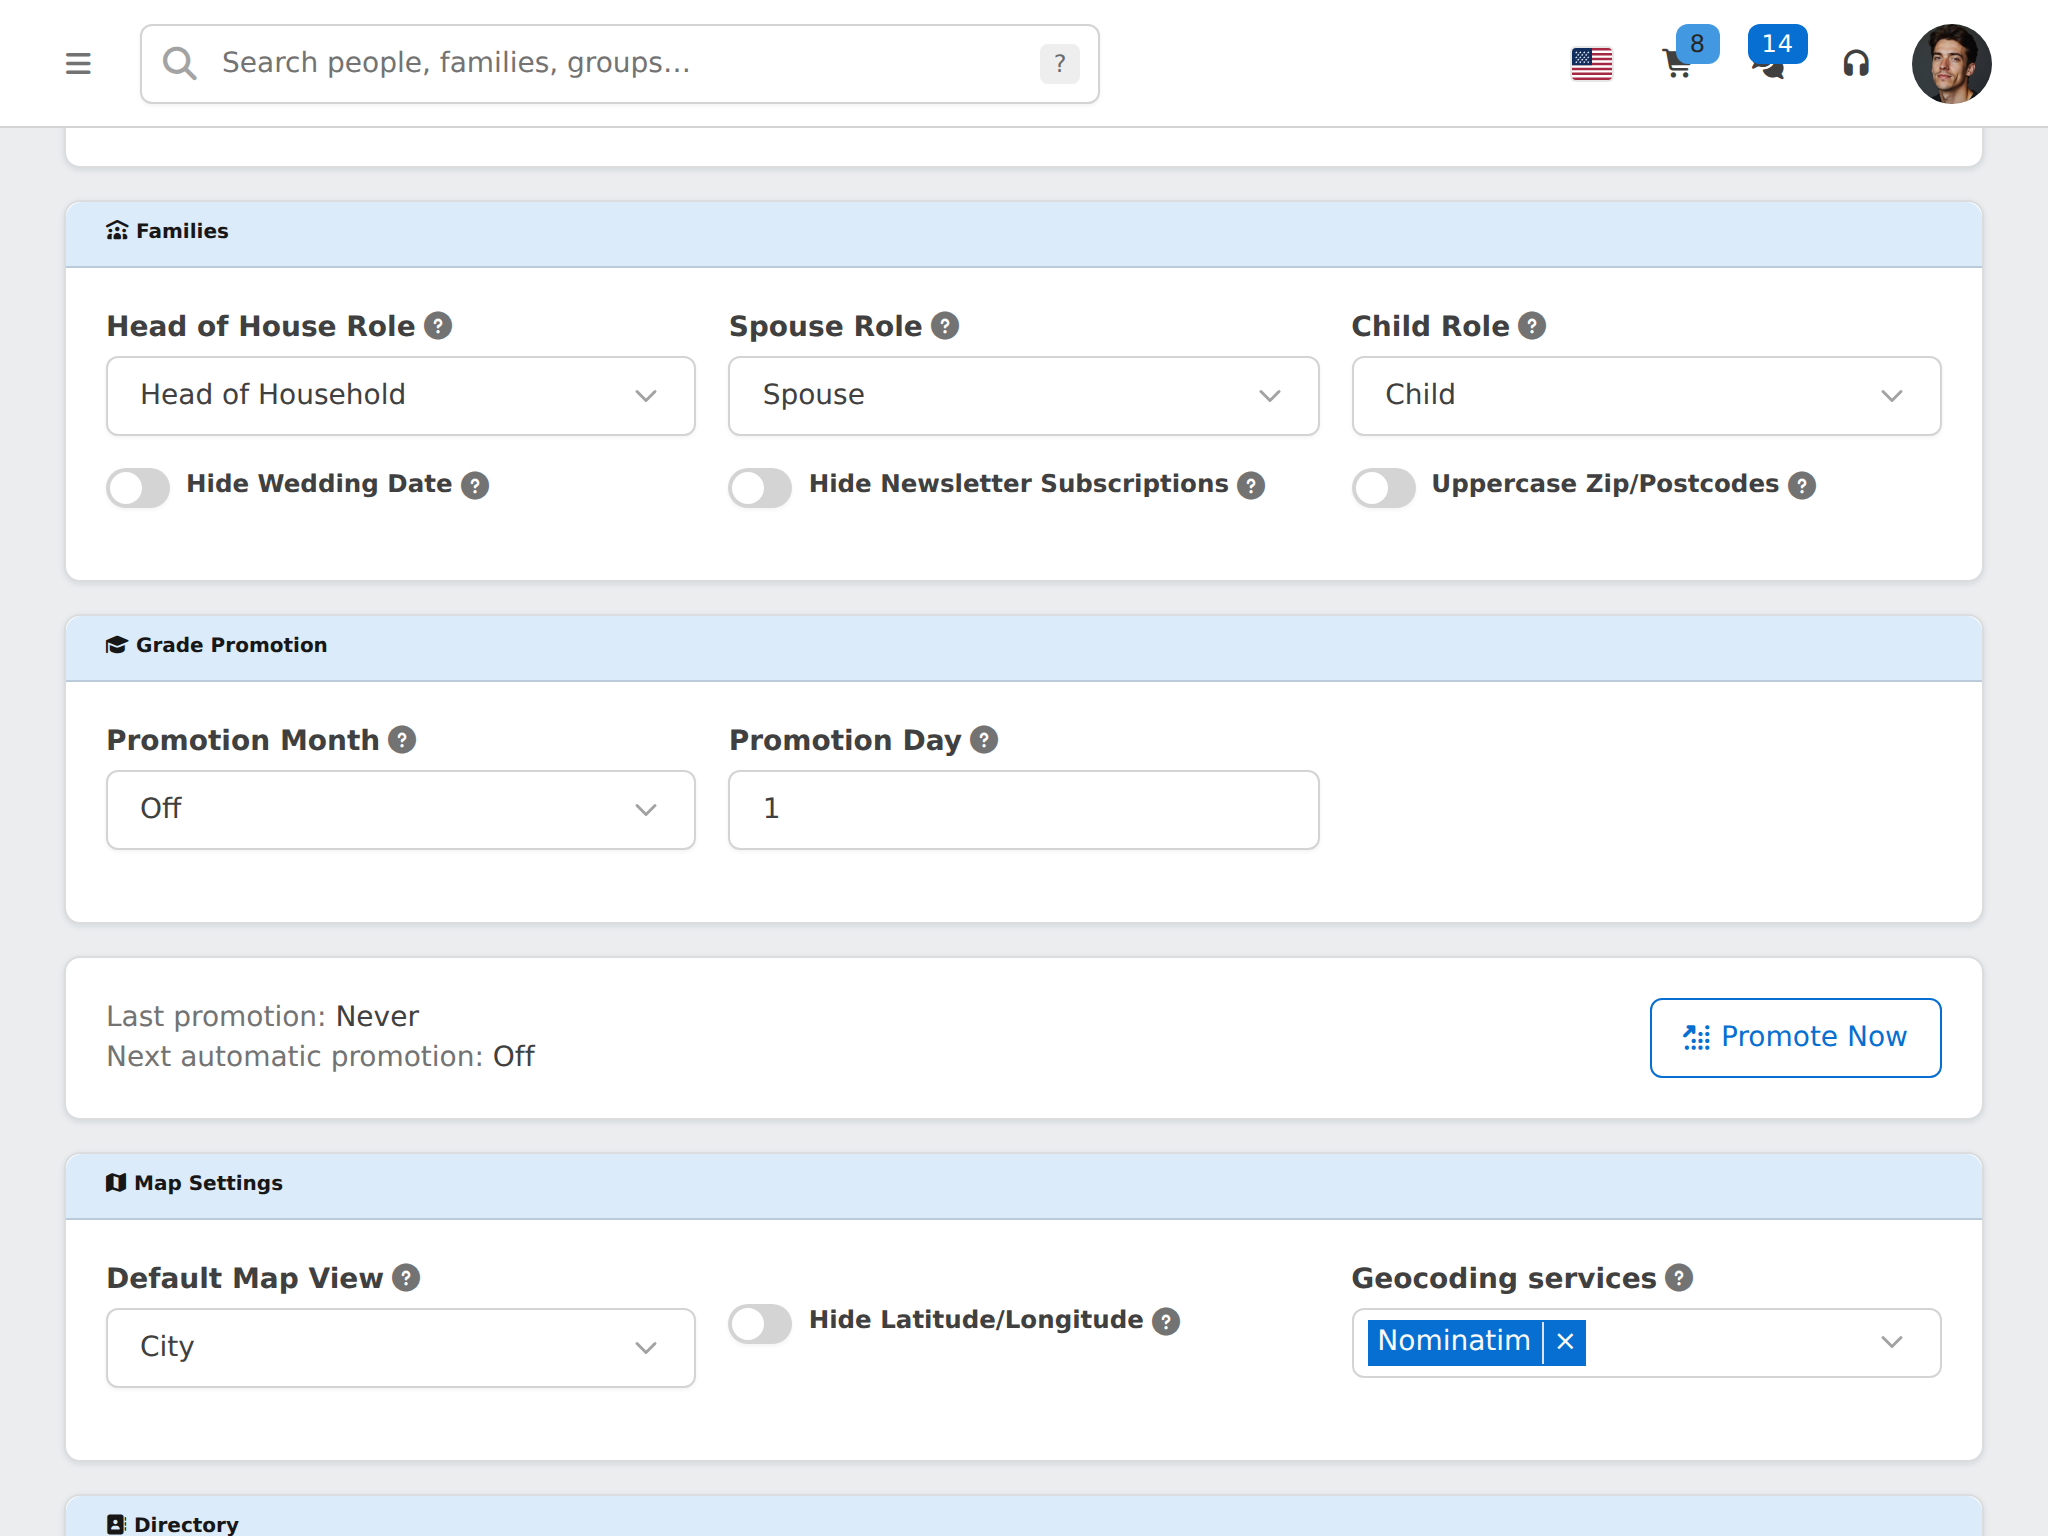 Search people, families, groups...
?
8
14
Families
Head of House Role ?
Spouse Role ?
Child Role ?
Head of Household
Spouse
Child
Hide Wedding Date ?
Hide Newsletter Subscriptions ?
Uppercase Zip/Postcodes ?
Grade Promotion
Promotion Month ?
Promotion Day ?
Off
1
Last promotion: Never
Next automatic promotion: Off
Promote Now
Map Settings
Default Map View ?
Hide Latitude/Longitude ?
Geocoding services ?
City
Nominatim ×
Directory